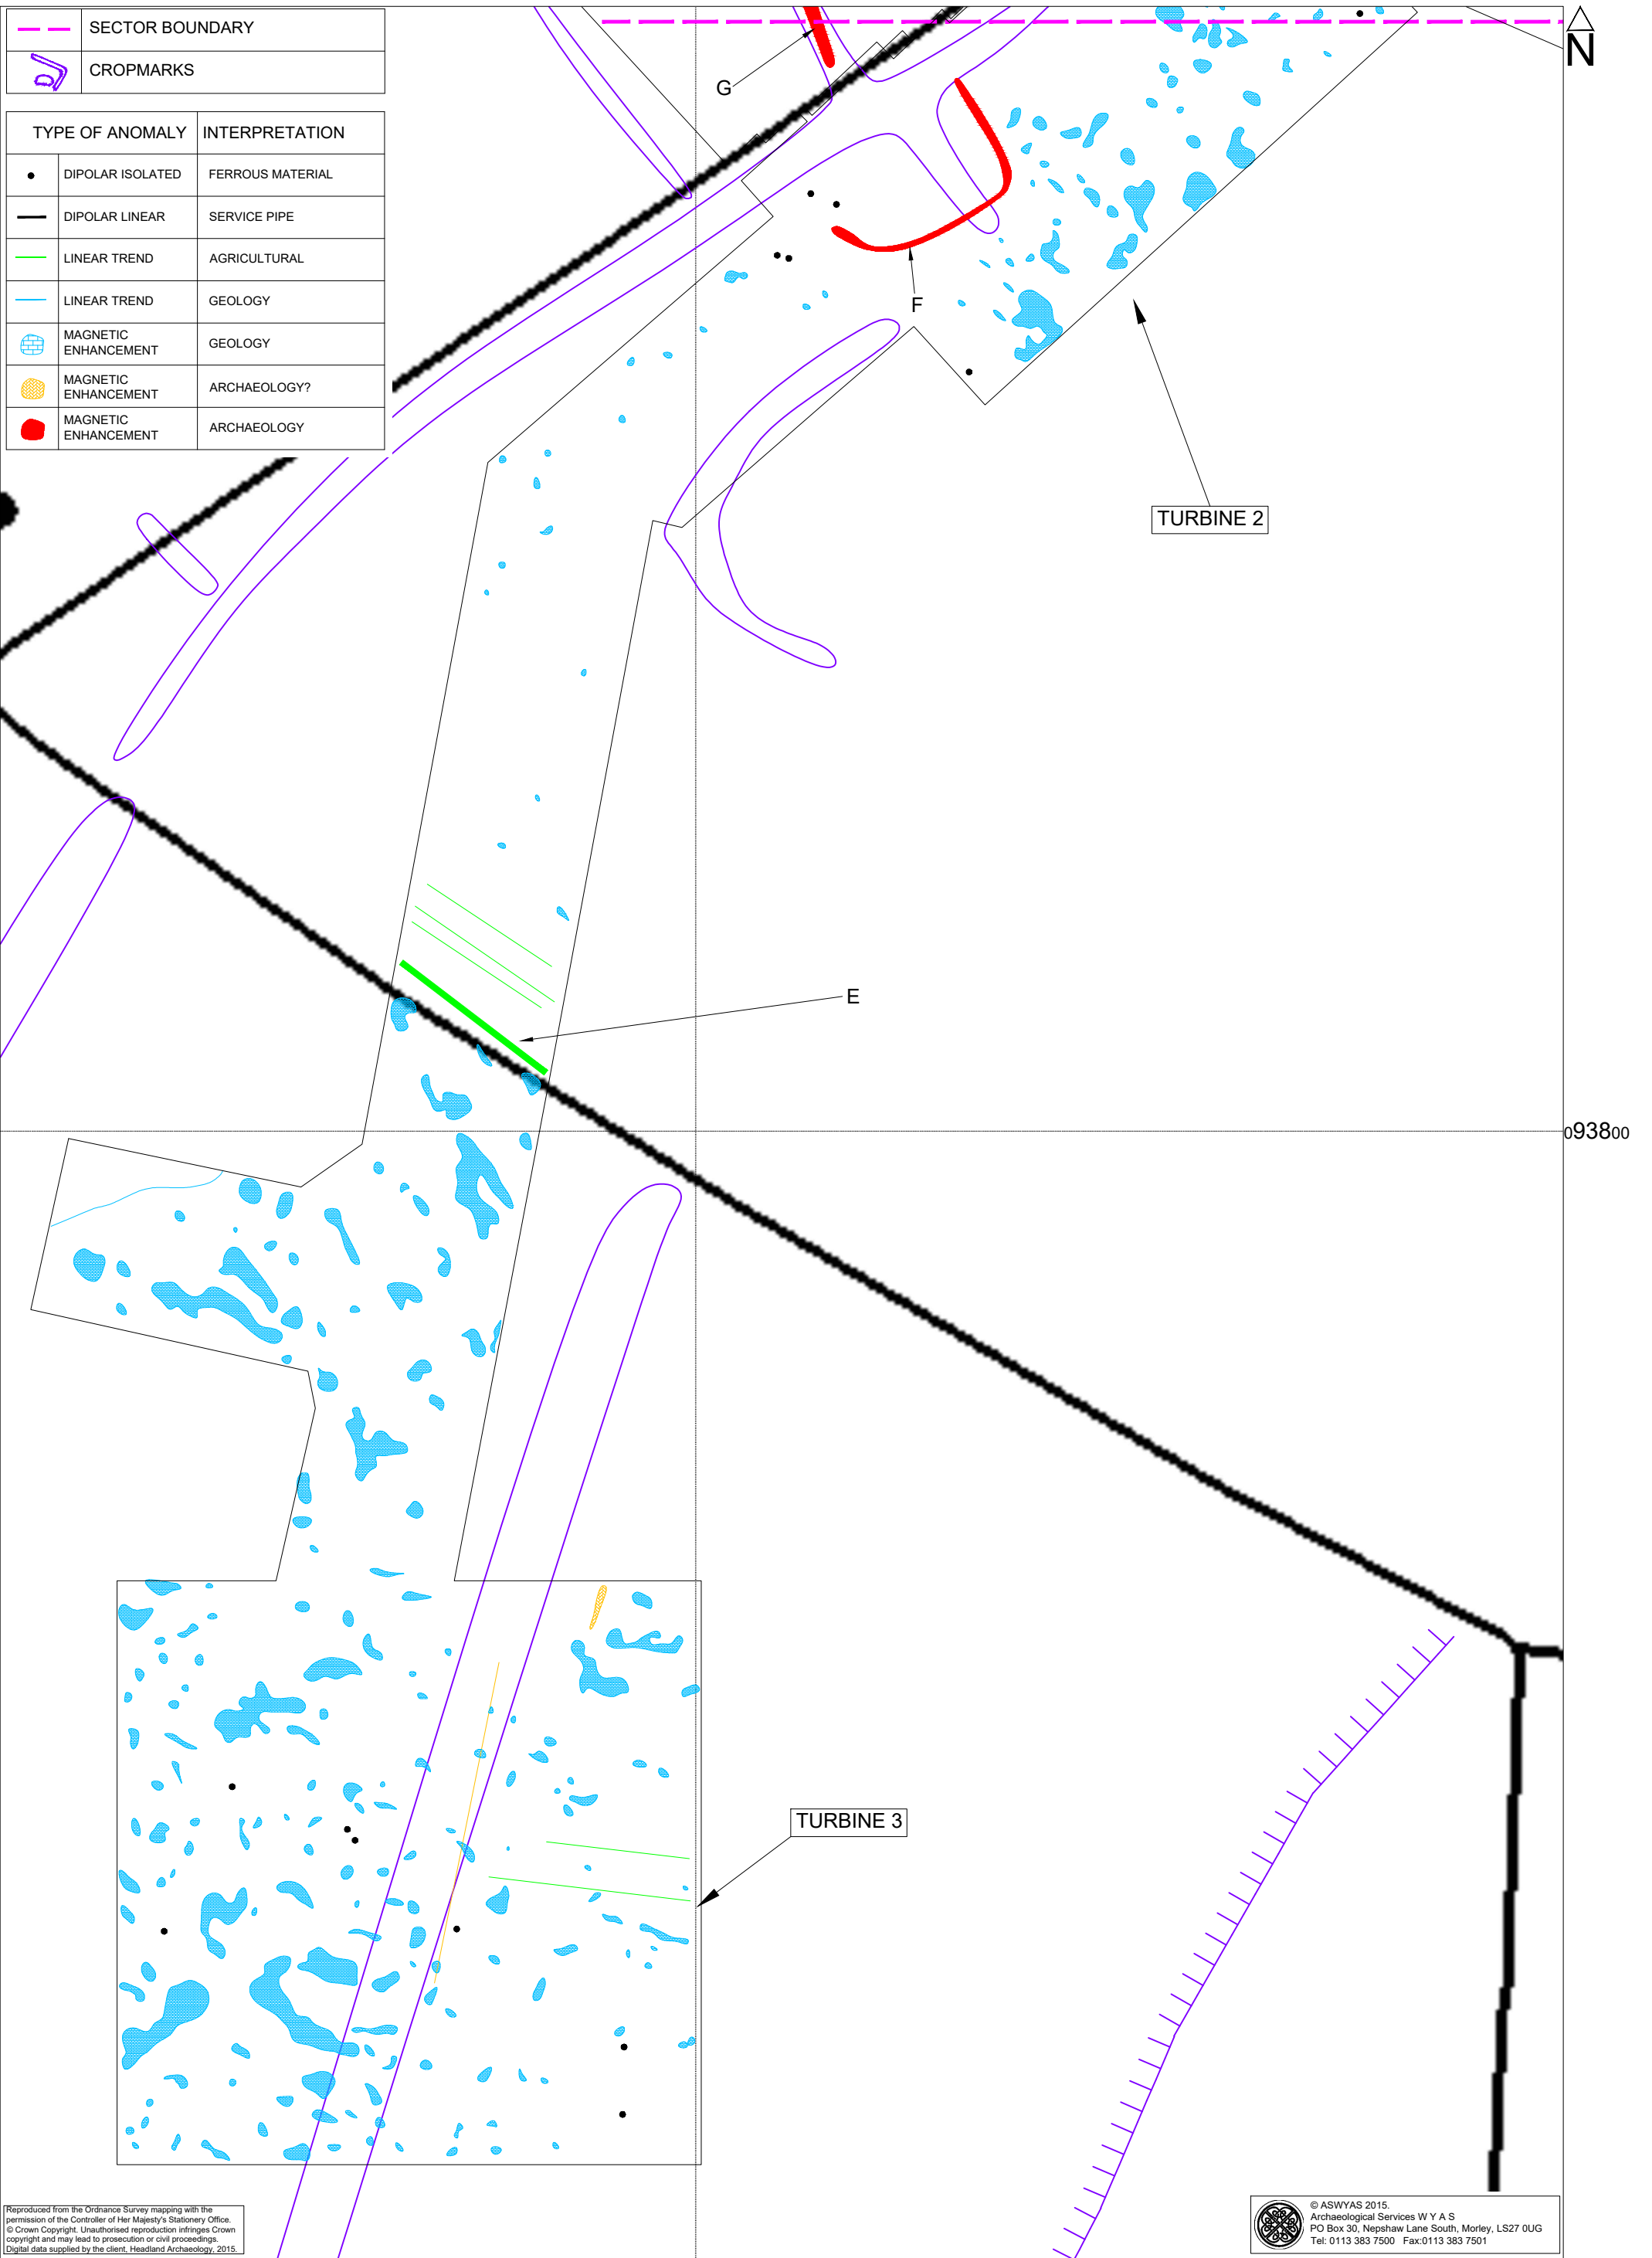 SECTOR BOUNDARY
CROPMARKS
N
TYPE OF ANOMALY INTERPRETATION
DIPOLAR ISOLATED FERROUS MATERIAL
DIPOLAR LINEAR SERVICE PIPE
LINEAR TREND AGRICULTURAL
LINEAR TREND GEOLOGY
MAGNETIC
ENHANCEMENT
GEOLOGY
MAGNETIC
ENHANCEMENT
ARCHAEOLOGY?
MAGNETIC
ENHANCEMENT
ARCHAEOLOGY
G
F
TURBINE 2
E
093800
TURBINE 3
Reproduced from the Ordnance Survey mapping with the
permission of the Controller of Her Majesty's Stationery Office.
© Crown Copyright. Unauthorised reproduction infringes Crown
copyright and may lead to prosecution or civil proceedings.
Digital data supplied by the client, Headland Archaeology, 2015.
© ASWYAS 2015.
Archaeological Services W Y A S
PO Box 30, Nepshaw Lane South, Morley, LS27 0UG
Tel: 0113 383 7500 Fax:0113 383 7501